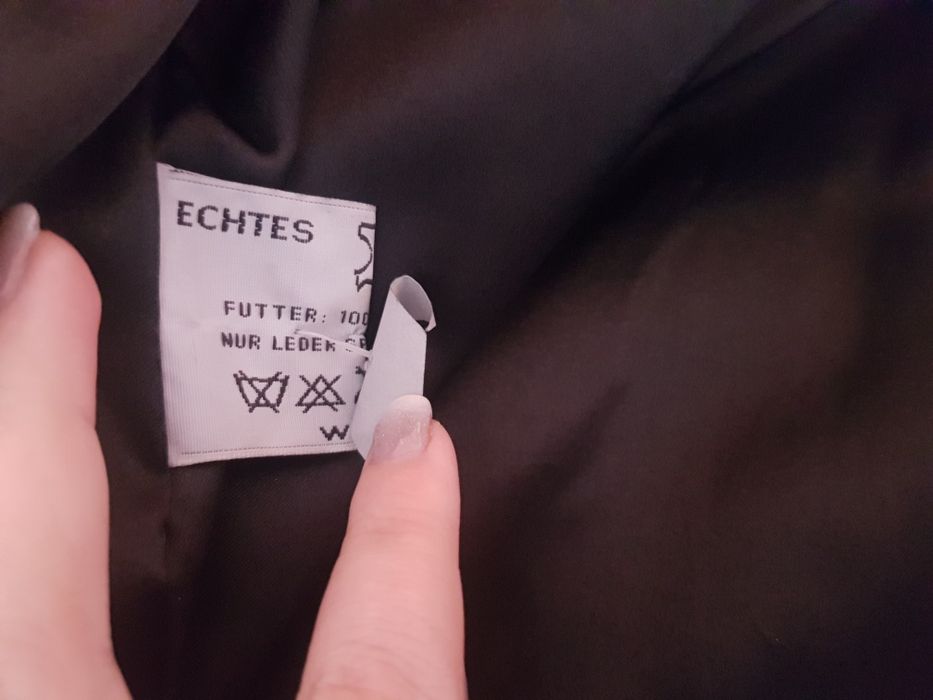 ECHTES
FUTTER: 100
NUR LEDER
W